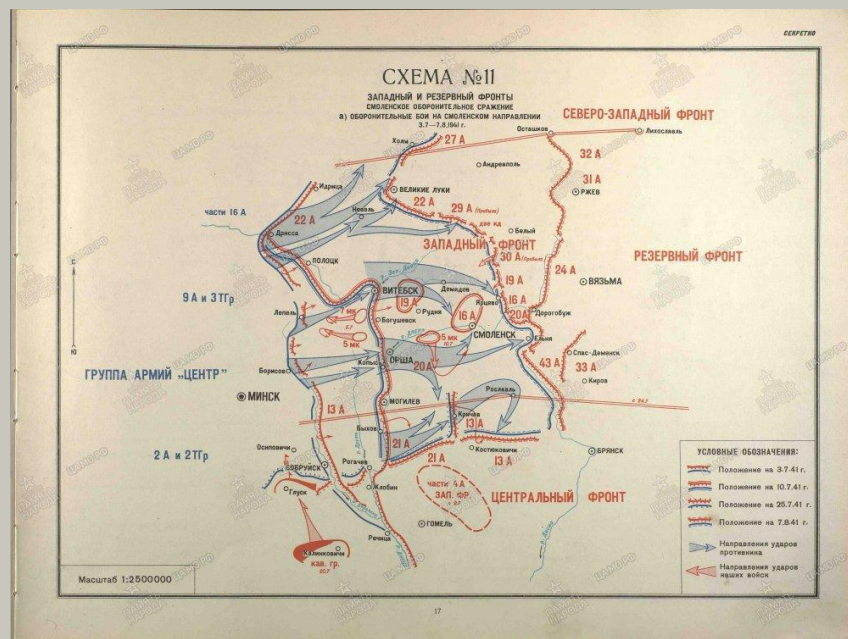 СЕКРЕТНО
СХЕМА №11
ЗАПАДНЫЙ И РЕЗЕРВНЫЙ ФРОНТЫ
СМОЛЕНСКОЕ ОБОРОНИТЕЛЬНОЕ СРАЖЕНИЕ
а) ОБОРОНИТЕЛЬНЫЕ БОИ НА СМОЛЕНСКОМ НАПРАВЛЕНИИ
3.7—7.8.1941 г.
СЕВЕРО-ЗАПАДНЫЙ ФРОНТ
Осташков
Лихославль
Холм
27 А
32 А
Андреаполь
31 А
РЖЕВ
Идрица
ВЕЛИКИЕ ЛУКИ
части 16 А
22 А
Невель
22 А
29 А (Прибыла)
две кд
Дрисса
Белый
ЗАПАДНЫЙ ФРОНТ
РЕЗЕРВНЫЙ ФРОНТ
ПОЛОЦК
30 А (Прибыла)
24 А
19 А
ВЯЗЬМА
9 А и 3 ТГр
ВИТЕБСК
Демидов
16 А
19 А
Ярцево
Лепель
7 мк
Рудня
16 А
20 А
Дорогобуж
Богушевск
СМОЛЕНСК
5 мк
5 мк
Ельня
ОРША
Копысь
20 А
43 А
Спас-Деменск
Борисов
33 А
ГРУППА АРМИЙ „ЦЕНТР"
Киров
МИНСК
Рославль
13 А
МОГИЛЕВ
Кричев
13 А
Быхов
21 А
Осиповичи
Костюковичи
2 А и 2 ТГр
21 А
13 А
БРЯНСК
БОБРУЙСК
Рогачев
Глуск
Жлобин
части 4 А
ЗАП. ФР.
ЦЕНТРАЛЬНЫЙ ФРОНТ
ГОМЕЛЬ
Речица
Калинковичи
кав. гр.
УСЛОВНЫЕ ОБОЗНАЧЕНИЯ:
Положение на 3.7.41 г.
Положение на 10.7.41 г.
Положение на 25.7.41 г.
Положение на 7.8.41 г.
Направления ударов
противника
Направления ударов
наших войск
Масштаб 1:2500000
17